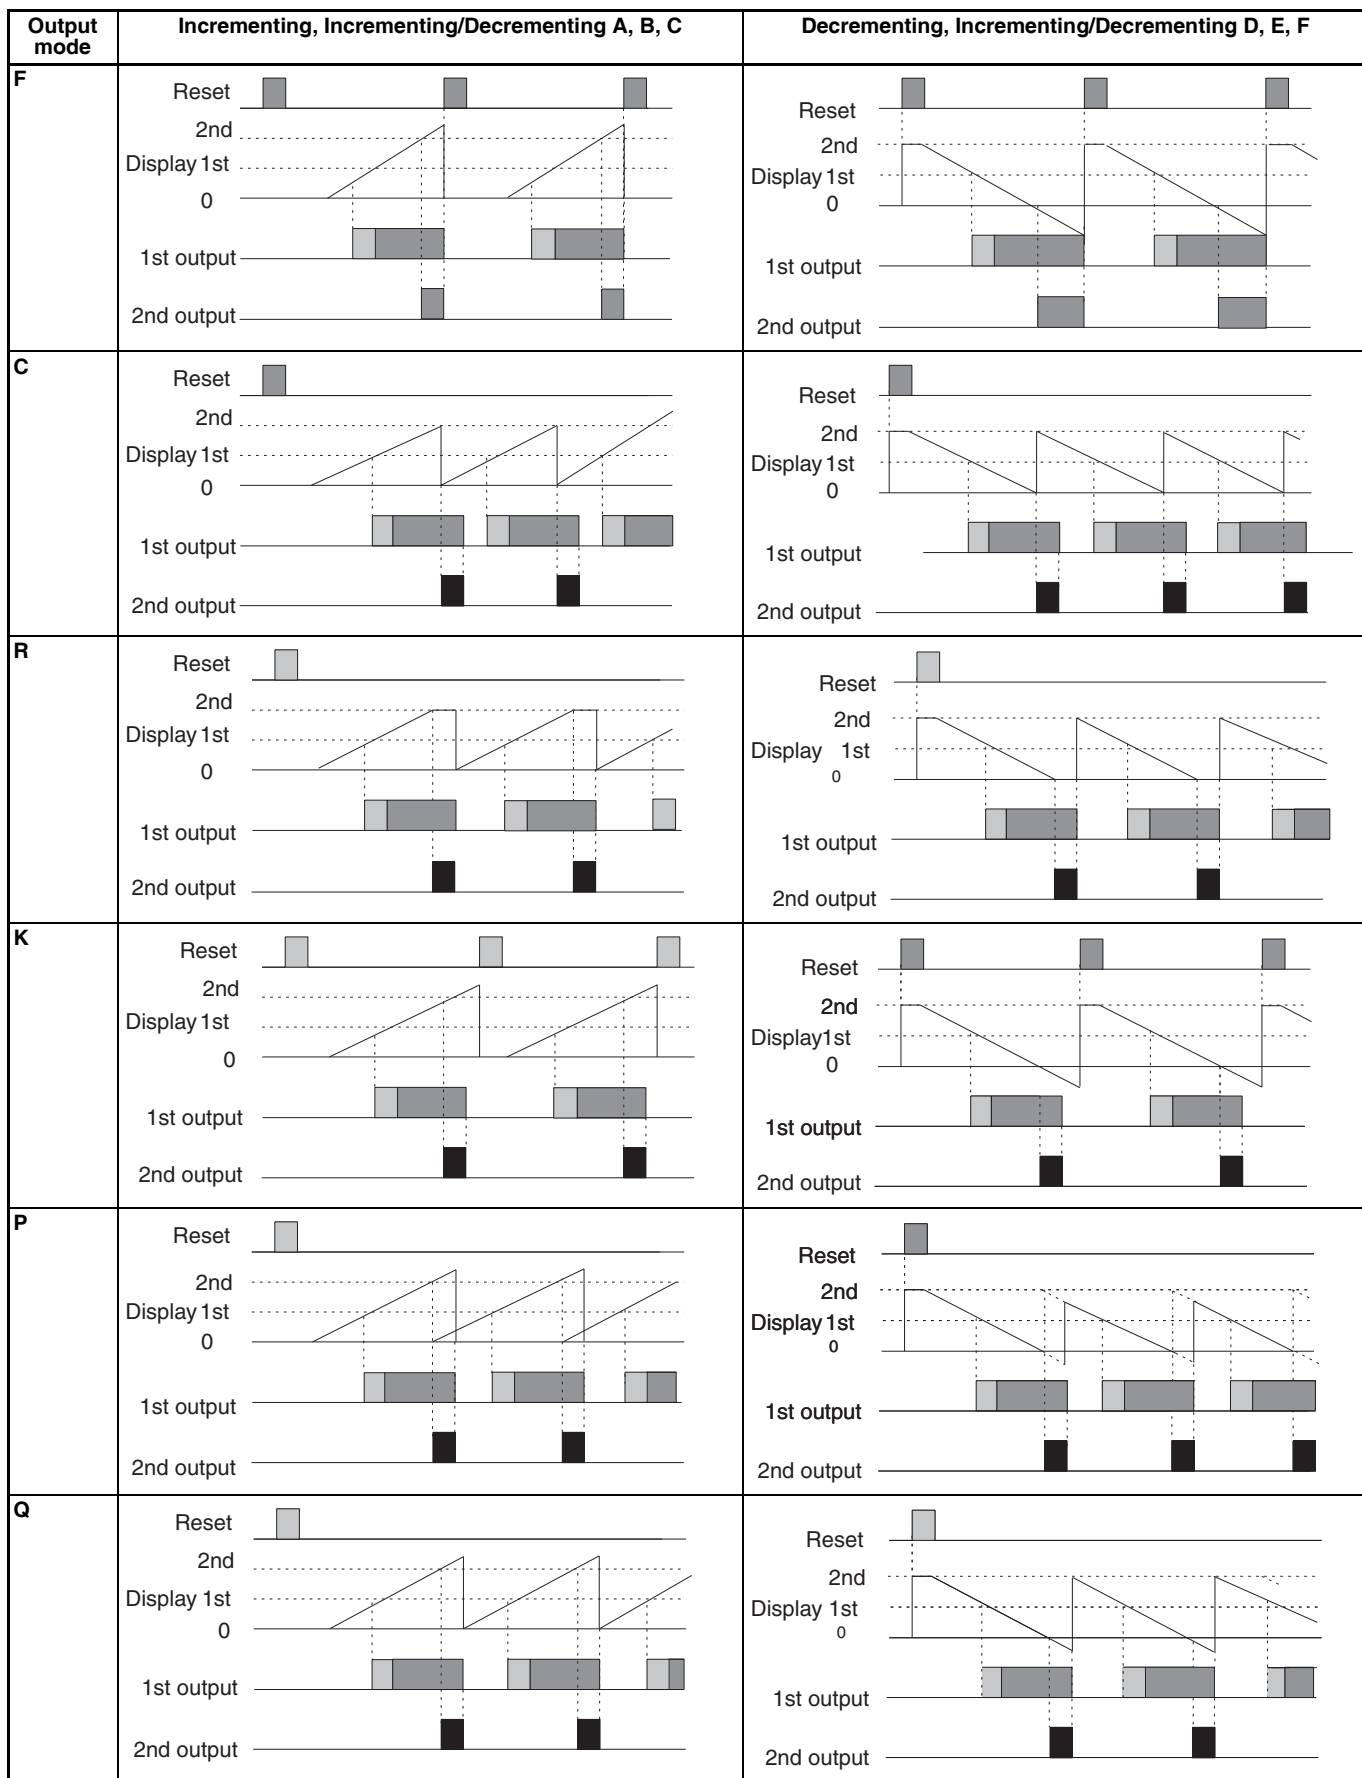 Output mode
Incrementing, Incrementing/Decrementing A, B, C
Decrementing, Incrementing/Decrementing D, E, F
F
Reset
2nd
Display 1st
0
1st output
2nd output
Reset
2nd
Display 1st
0
1st output
2nd output
C
Reset
2nd
Display 1st
0
1st output
2nd output
Reset
2nd
Display 1st
0
1st output
2nd output
R
Reset
2nd
Display 1st
0
1st output
2nd output
Reset
2nd
Display 1st
0
1st output
2nd output
K
Reset
2nd
Display 1st
0
1st output
2nd output
Reset
2nd
Display1st
0
1st output
2nd output
P
Reset
2nd
Display 1st
0
1st output
2nd output
Reset
2nd
Display 1st
0
1st output
2nd output
Q
Reset
2nd
Display 1st
0
1st output
2nd output
Reset
2nd
Display 1st
0
1st output
2nd output